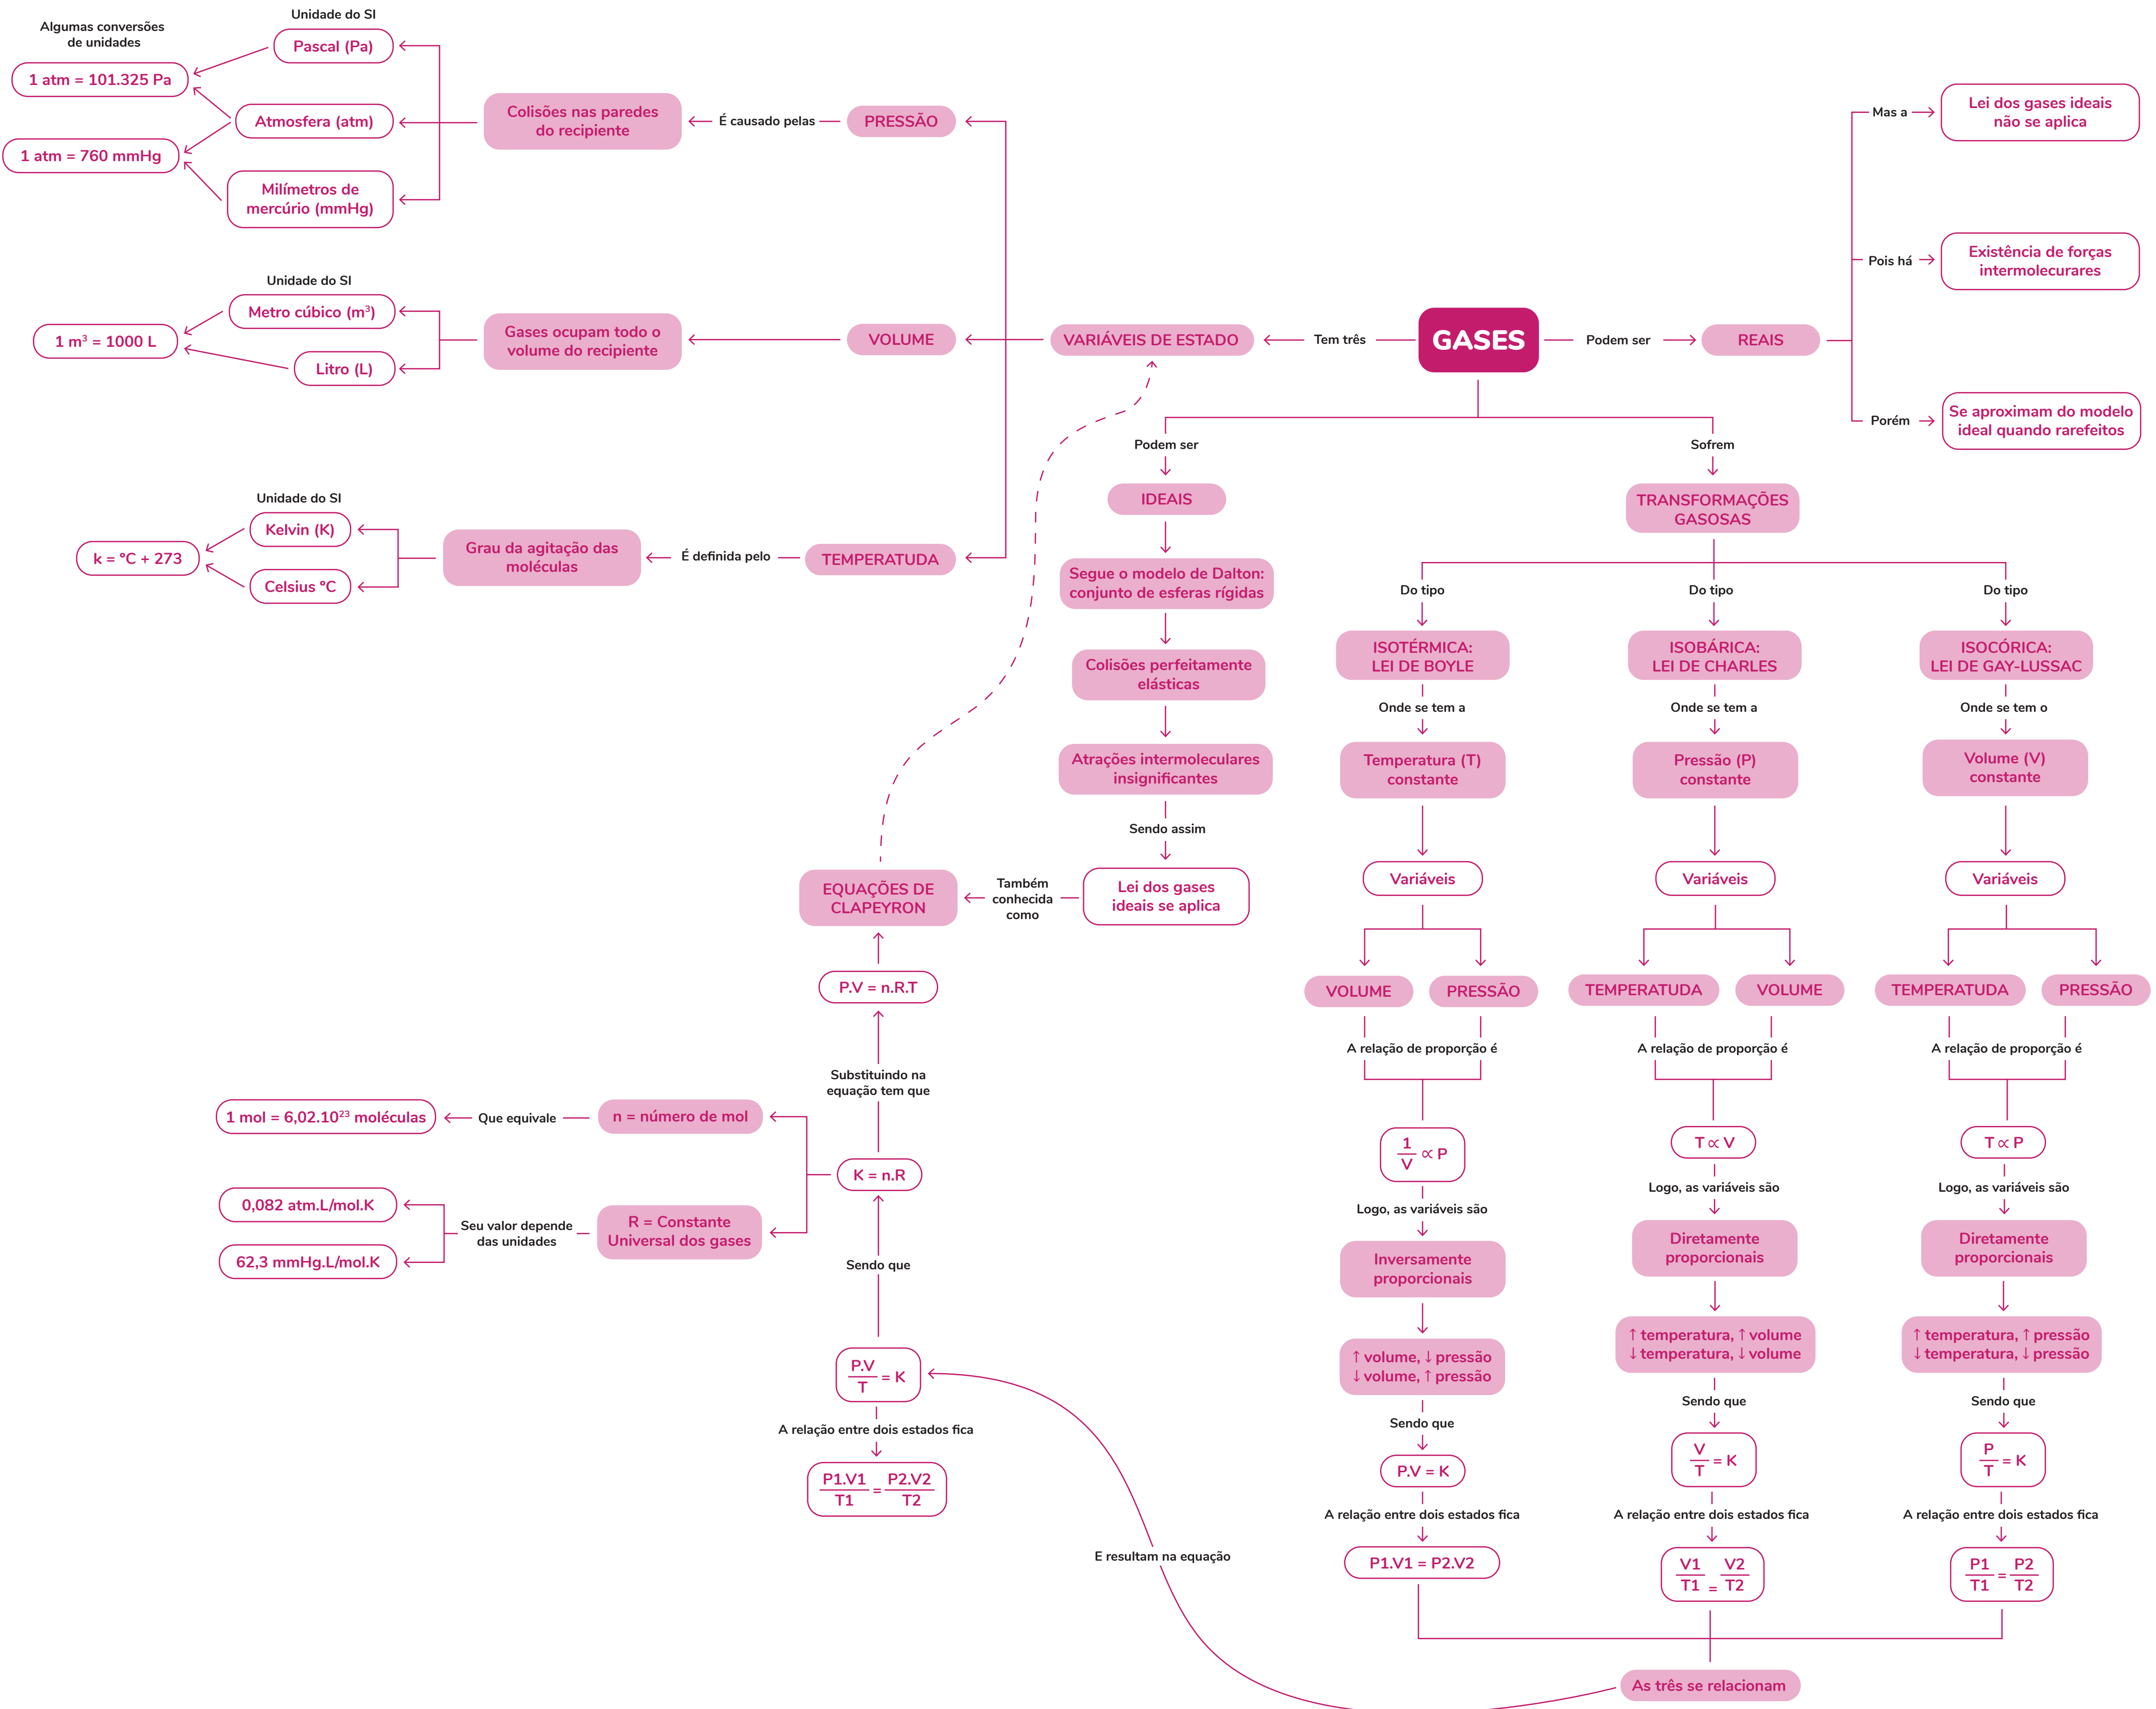 GASES
Tem três
VARIÁVEIS DE ESTADO
PRESSÃO
É causado pelas
Colisões nas paredes
do recipiente
Unidade do SI
Pascal (Pa)
Atmosfera (atm)
Milímetros de
mercúrio (mmHg)
Algumas conversões
de unidades
1 atm = 101.325 Pa
1 atm = 760 mmHg
VOLUME
Gases ocupam todo o
volume do recipiente
Unidade do SI
Metro cúbico (m³)
Litro (L)
1 m³ = 1000 L
TEMPERATUDA
É definida pelo
Grau da agitação das
moléculas
Unidade do SI
Kelvin (K)
Celsius ºC
k = ºC + 273
Podem ser
REAIS
Mas a
Lei dos gases ideais
não se aplica
Pois há
Existência de forças
intermolecurares
Porém
Se aproximam do modelo
ideal quando rarefeitos
Podem ser
IDEAIS
Segue o modelo de Dalton:
conjunto de esferas rígidas
Colisões perfeitamente
elásticas
Atrações intermoleculares
insignificantes
Sendo assim
Lei dos gases
ideais se aplica
Também
conhecida
como
EQUAÇÕES DE
CLAPEYRON
P.V = n.R.T
Substituindo na
equação tem que
K = n.R
n = número de mol
Que equivale
1 mol = 6,02.10²³ moléculas
R = Constante
Universal dos gases
Seu valor depende
das unidades
0,082 atm.L/mol.K
62,3 mmHg.L/mol.K
Sendo que
P.V
T
= K
A relação entre dois estados fica
P1.V1 = P2.V2
T1 T2
Sofrem
TRANSFORMAÇÕES
GASOSAS
Do tipo
ISOTÉRMICA:
LEI DE BOYLE
Onde se tem a
Temperatura (T)
constante
Variáveis
VOLUME
PRESSÃO
A relação de proporção é
1
V
∝ P
Logo, as variáveis são
Inversamente
proporcionais
↑ volume, ↓ pressão
↓ volume, ↑ pressão
Sendo que
P.V = K
A relação entre dois estados fica
P1.V1 = P2.V2
Do tipo
ISOBÁRICA:
LEI DE CHARLES
Onde se tem a
Pressão (P)
constante
Variáveis
TEMPERATUDA
VOLUME
A relação de proporção é
T ∝ V
Logo, as variáveis são
Diretamente
proporcionais
↑ temperatura, ↑ volume
↓ temperatura, ↓ volume
Sendo que
V
T
= K
A relação entre dois estados fica
V1 = V2
T1 T2
Do tipo
ISOCÓRICA:
LEI DE GAY-LUSSAC
Onde se tem o
Volume (V)
constante
Variáveis
TEMPERATUDA
PRESSÃO
A relação de proporção é
T ∝ P
Logo, as variáveis são
Diretamente
proporcionais
↑ temperatura, ↑ pressão
↓ temperatura, ↓ pressão
Sendo que
P
T
= K
A relação entre dois estados fica
P1 = P2
T1 T2
As três se relacionam
E resultam na equação